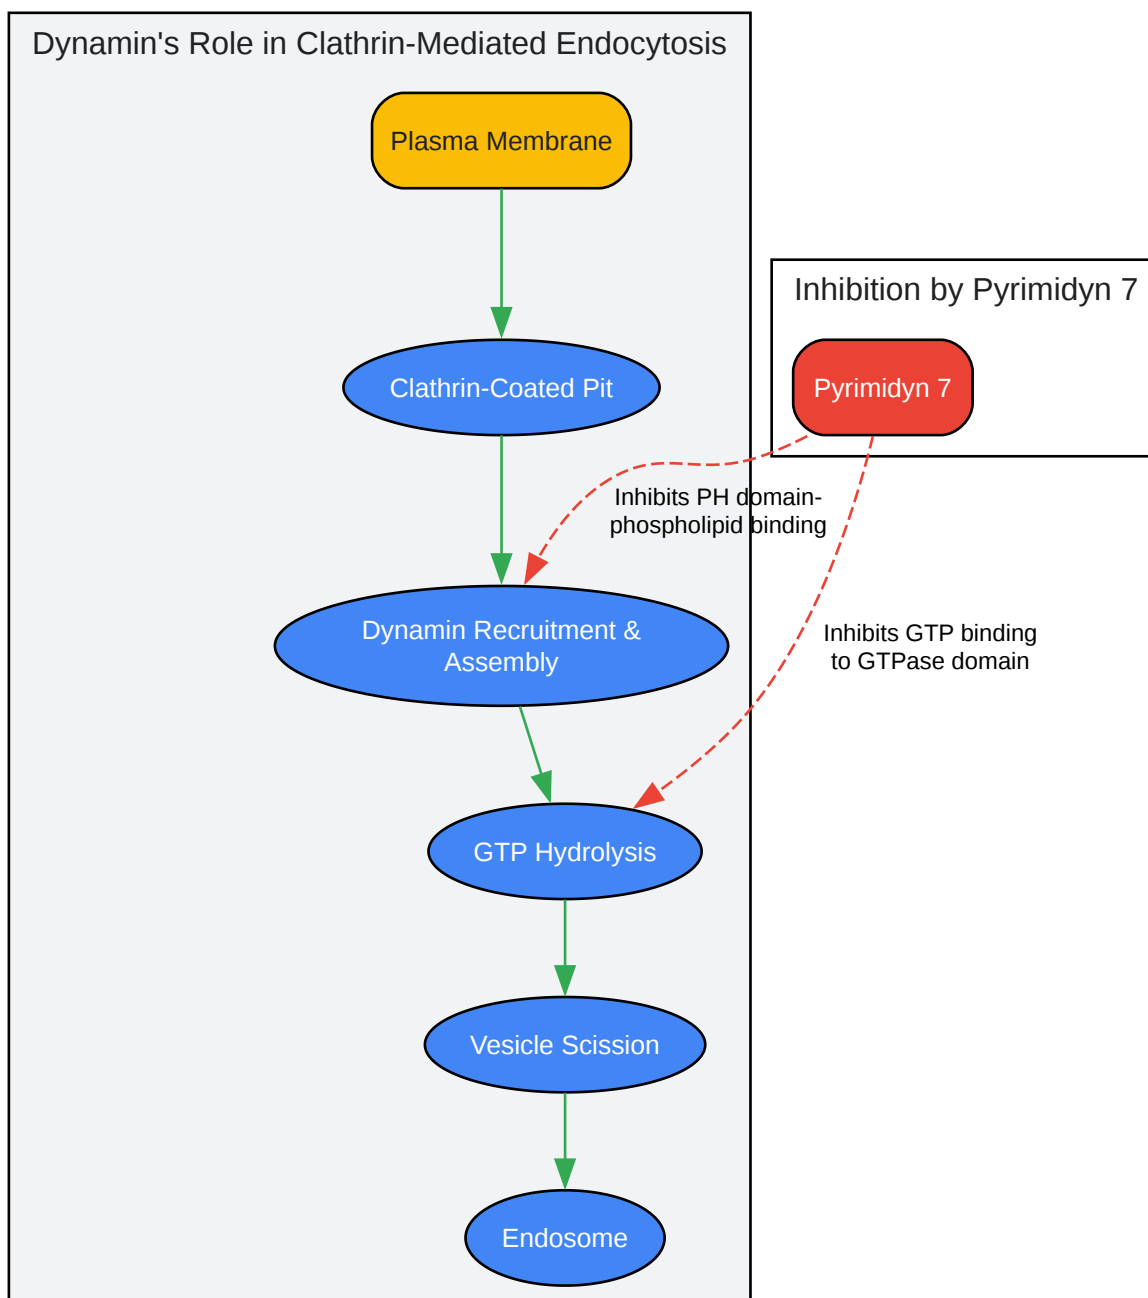 Dynamin's Role in Clathrin-Mediated Endocytosis
Plasma Membrane
Inhibition by Pyrimidyn 7
Clathrin-Coated Pit
Pyrimidyn 7
Inhibits PH domain-
phospholipid binding
Dynamin Recruitment &
Assembly
Inhibits GTP binding
to GTPase domain
GTP Hydrolysis
Vesicle Scission
Endosome